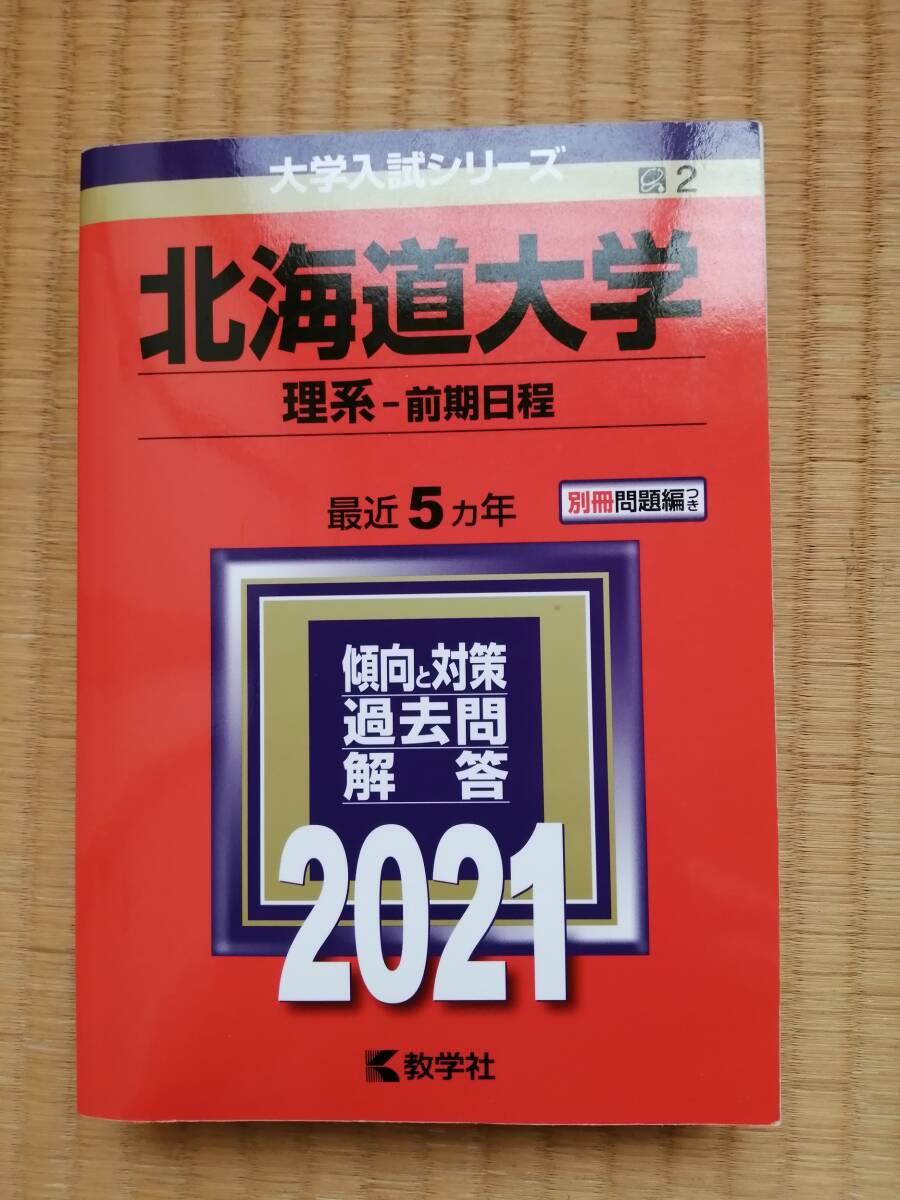 大学入試シリーズ
2
北海道大学
理系-前期日程
最近5ヵ年
別冊問題編つき
傾向と対策
過去問
解答
2021
教学社